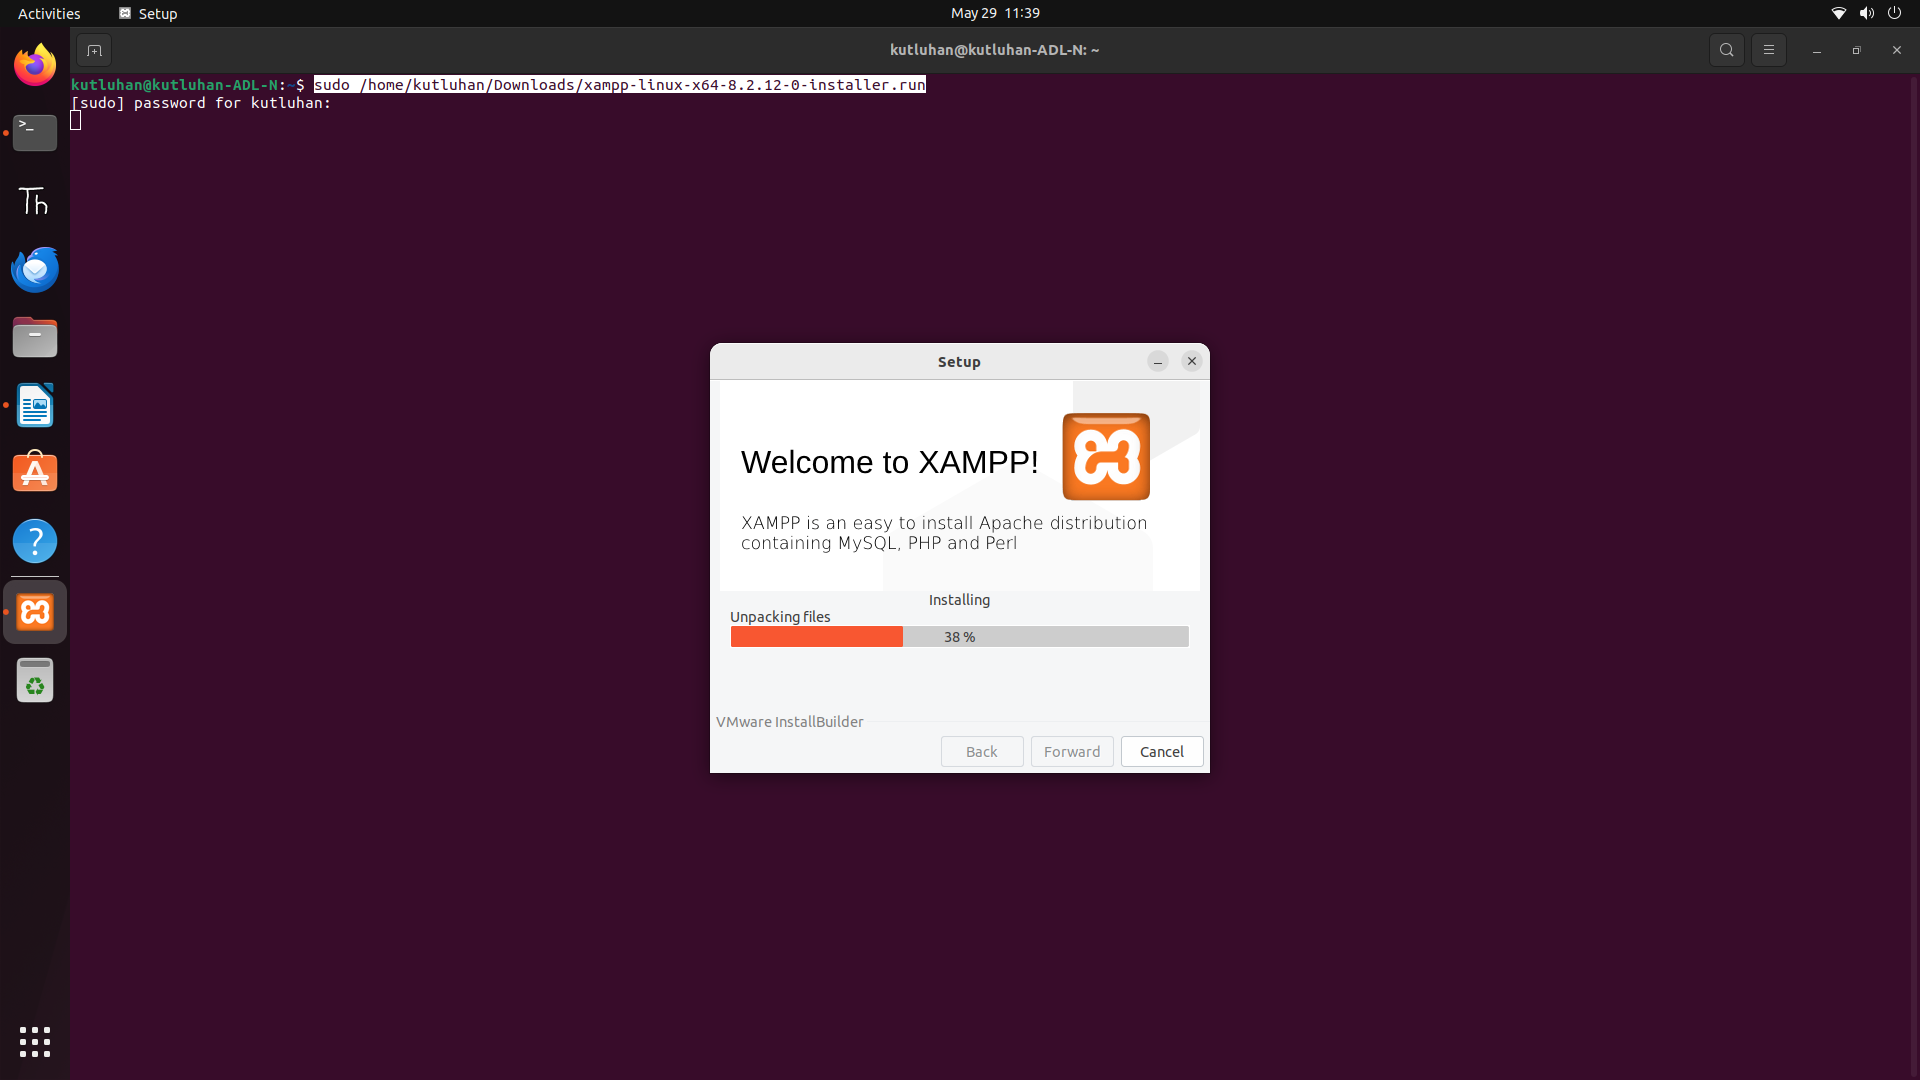 Activities
Setup
May 29 11:39
kutluhan@kutluhan-ADL-N: ~
kutluhan@kutluhan-ADL-N:~$ sudo /home/kutluhan/Downloads/xampp-linux-x64-8.2.12-0-installer.run
[sudo] password for kutluhan:
>_
Th
?
Setup
Welcome to XAMPP!
XAMPP is an easy to install Apache distribution
containing MySQL, PHP and Perl
Installing
Unpacking files
38 %
VMware InstallBuilder
Back
Forward
Cancel